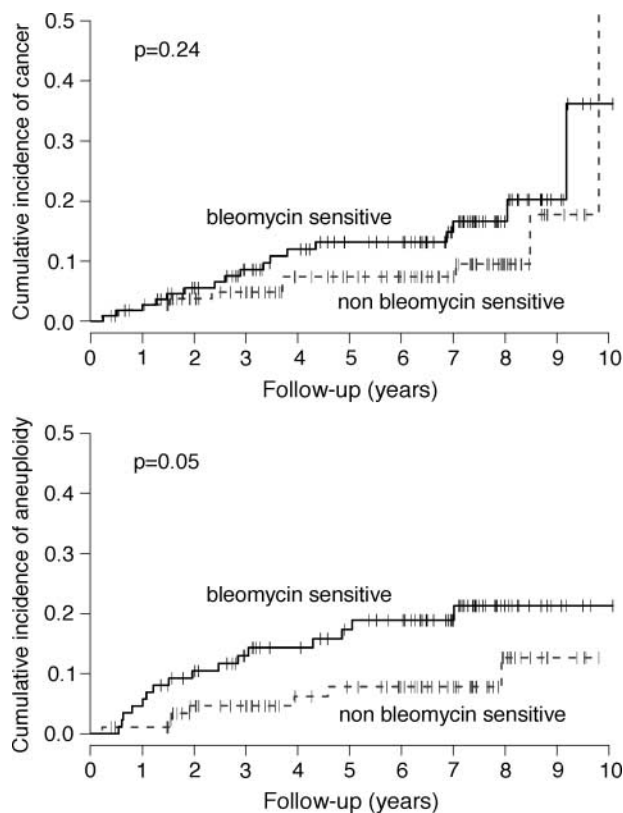 Cumulative incidence of cancer
0.5
0.4
0.3
0.2
0.1
0.0
p=0.24
bleomycin sensitive
non bleomycin sensitive
0 1 2 3 4 5 6 7 8 9 10
Follow-up (years)
Cumulative incidence of aneuploidy
0.5
0.4
0.3
0.2
0.1
0.0
p=0.05
bleomycin sensitive
non bleomycin sensitive
0 1 2 3 4 5 6 7 8 9 10
Follow-up (years)